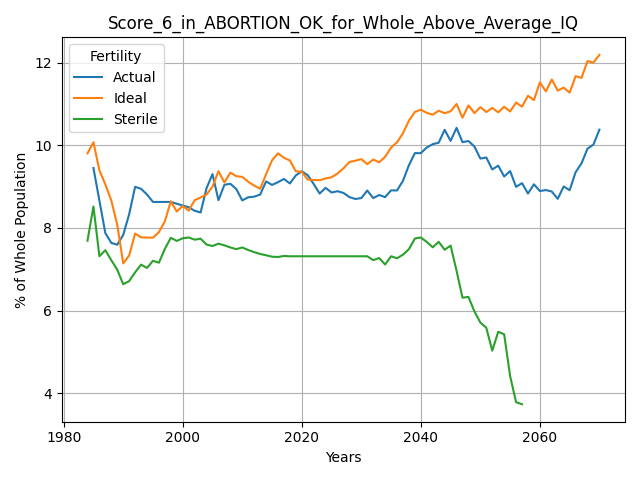 Score_6_in_ABORTION_OK_for_Whole_Above_Average_IQ
Fertility
Actual
Ideal
Sterile
% of Whole Population
12
10
8
6
4
1980
2000
2020
2040
2060
Years